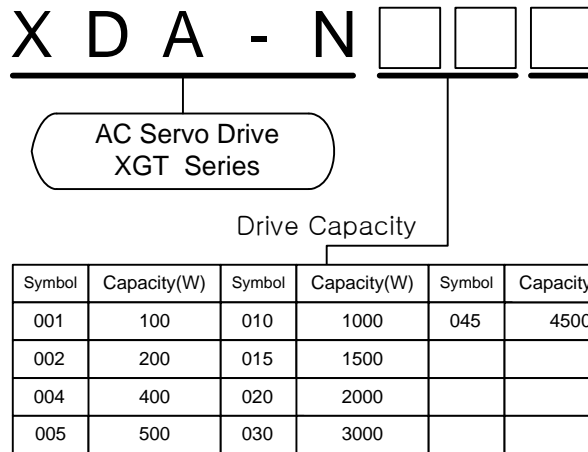 XDA-N
AC Servo Drive
XGT Series
Drive Capacity
Symbol Capacity(W) Symbol Capacity(W) Symbol Capacity
001 100 010 1000 045 4500
002 200 015 1500
004 400 020 2000
005 500 030 3000